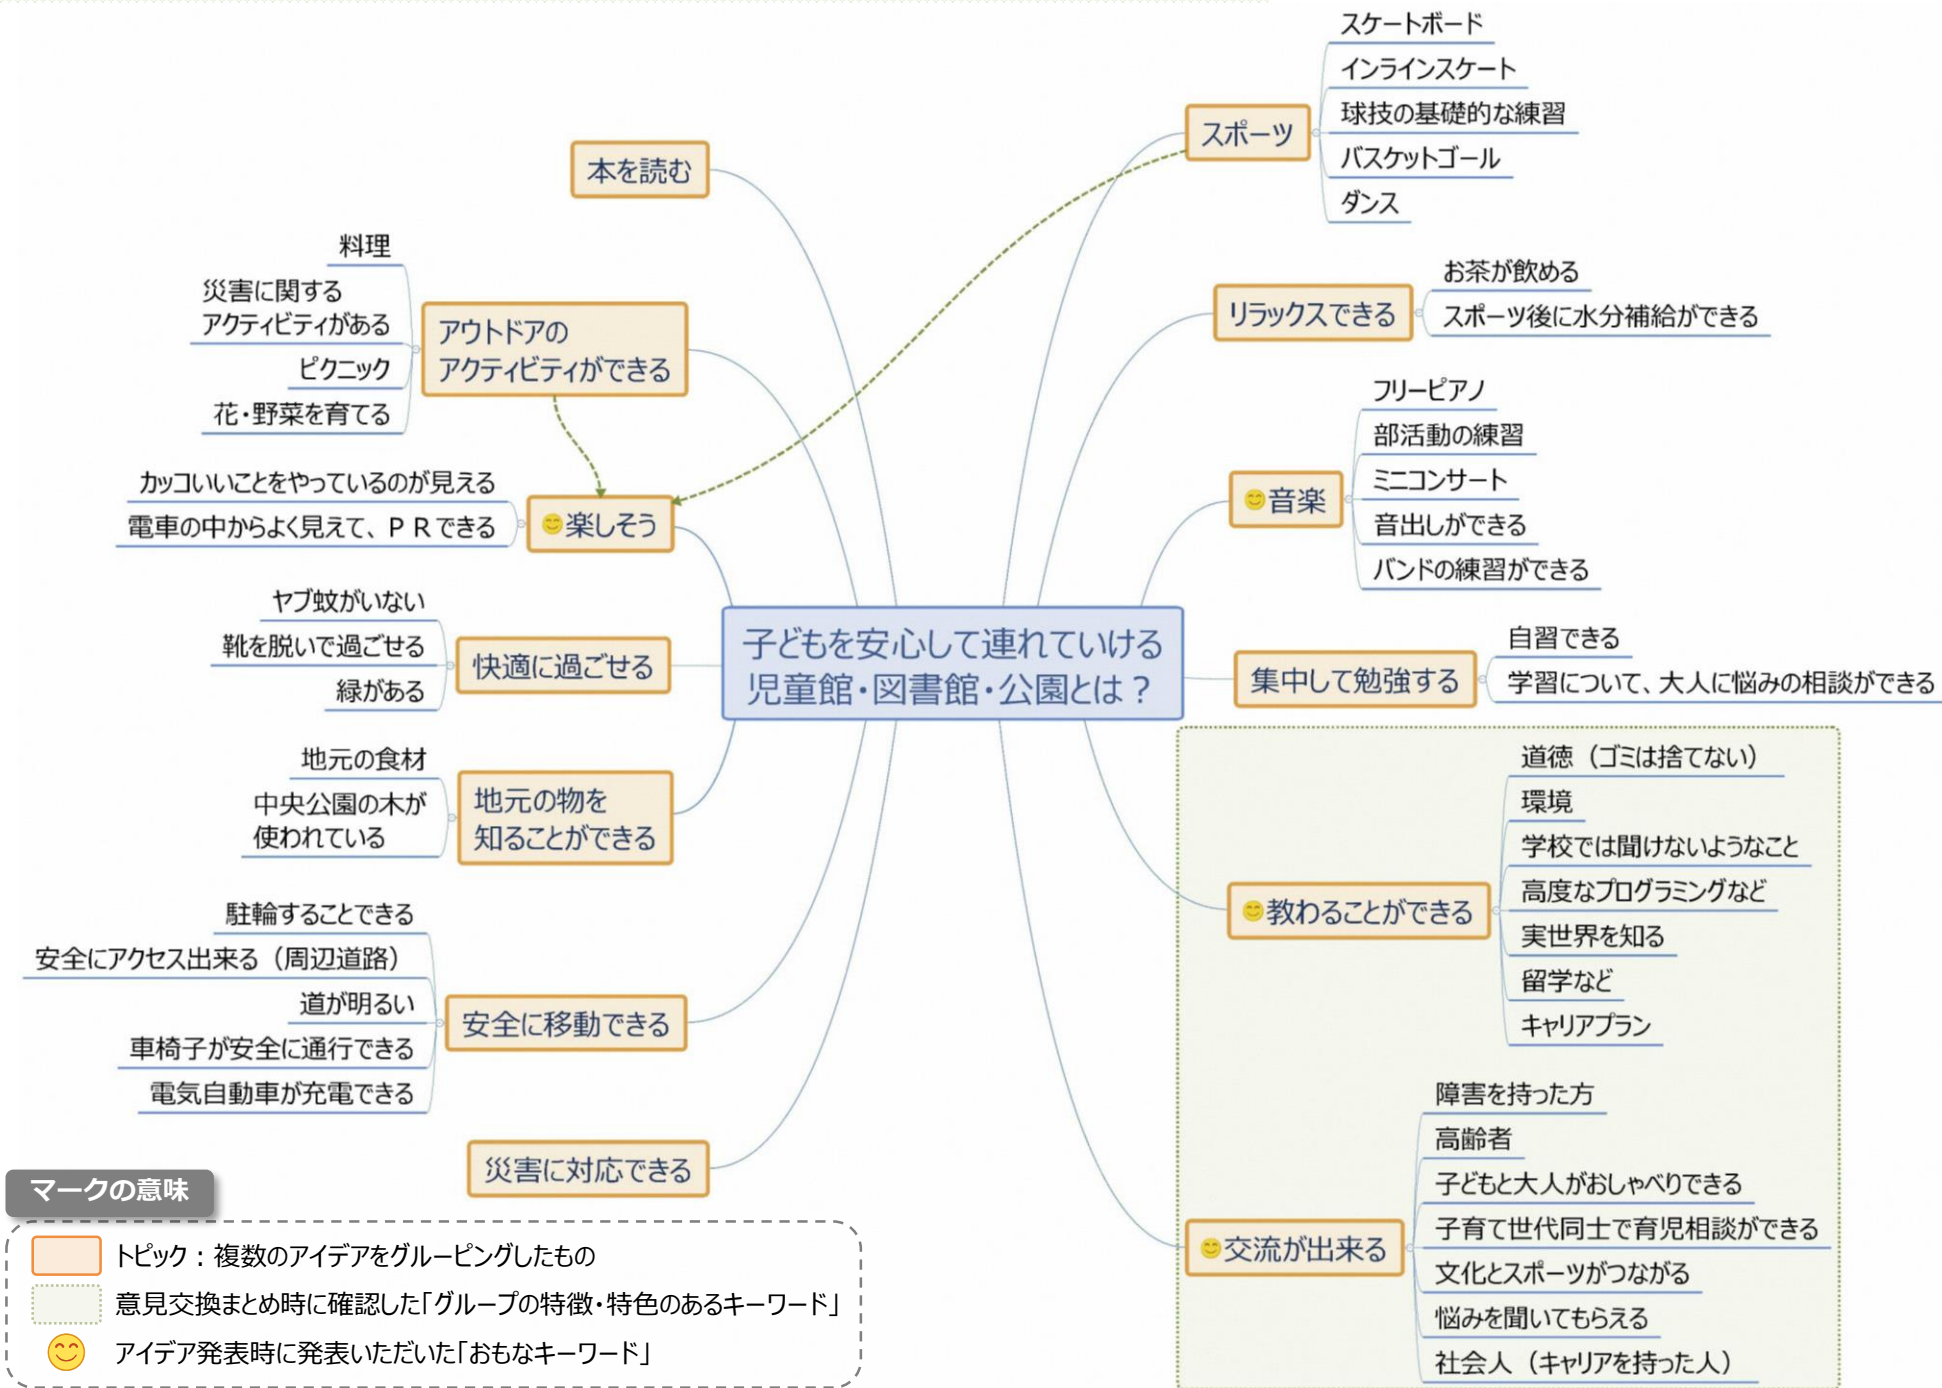 本を読む
料理
災害に関する
アクティビティがある
ピクニック
花・野菜を育てる
アウトドアの
アクティビティができる
カッコいいことをやっているのが見える
電車の中からよく見えて、ＰＲできる
楽しそう
ヤブ蚊がいない
靴を脱いで過ごせる
緑がある
快適に過ごせる
地元の食材
中央公園の木が
使われている
地元の物を
知ることができる
駐輪することできる
安全にアクセス出来る（周辺道路）
道が明るい
車椅子が安全に通行できる
電気自動車が充電できる
安全に移動できる
災害に対応できる
子どもを安心して連れていける
児童館・図書館・公園とは？
スポーツ
スケートボード
インラインスケート
球技の基礎的な練習
バスケットゴール
ダンス
リラックスできる
お茶が飲める
スポーツ後に水分補給ができる
音楽
フリーピアノ
部活動の練習
ミニコンサート
音出しができる
バンドの練習ができる
集中して勉強する
自習できる
学習について、大人に悩みの相談ができる
教わることができる
道徳（ゴミは捨てない）
環境
学校では聞けないようなこと
高度なプログラミングなど
実世界を知る
留学など
キャリアプラン
交流が出来る
障害を持った方
高齢者
子どもと大人がおしゃべりできる
子育て世代同士で育児相談ができる
文化とスポーツがつながる
悩みを聞いてもらえる
社会人（キャリアを持った人）
マークの意味
トピック：複数のアイデアをグルーピングしたもの
意見交換まとめ時に確認した「グループの特徴・特色のあるキーワード」
アイデア発表時に発表いただいた「おもなキーワード」